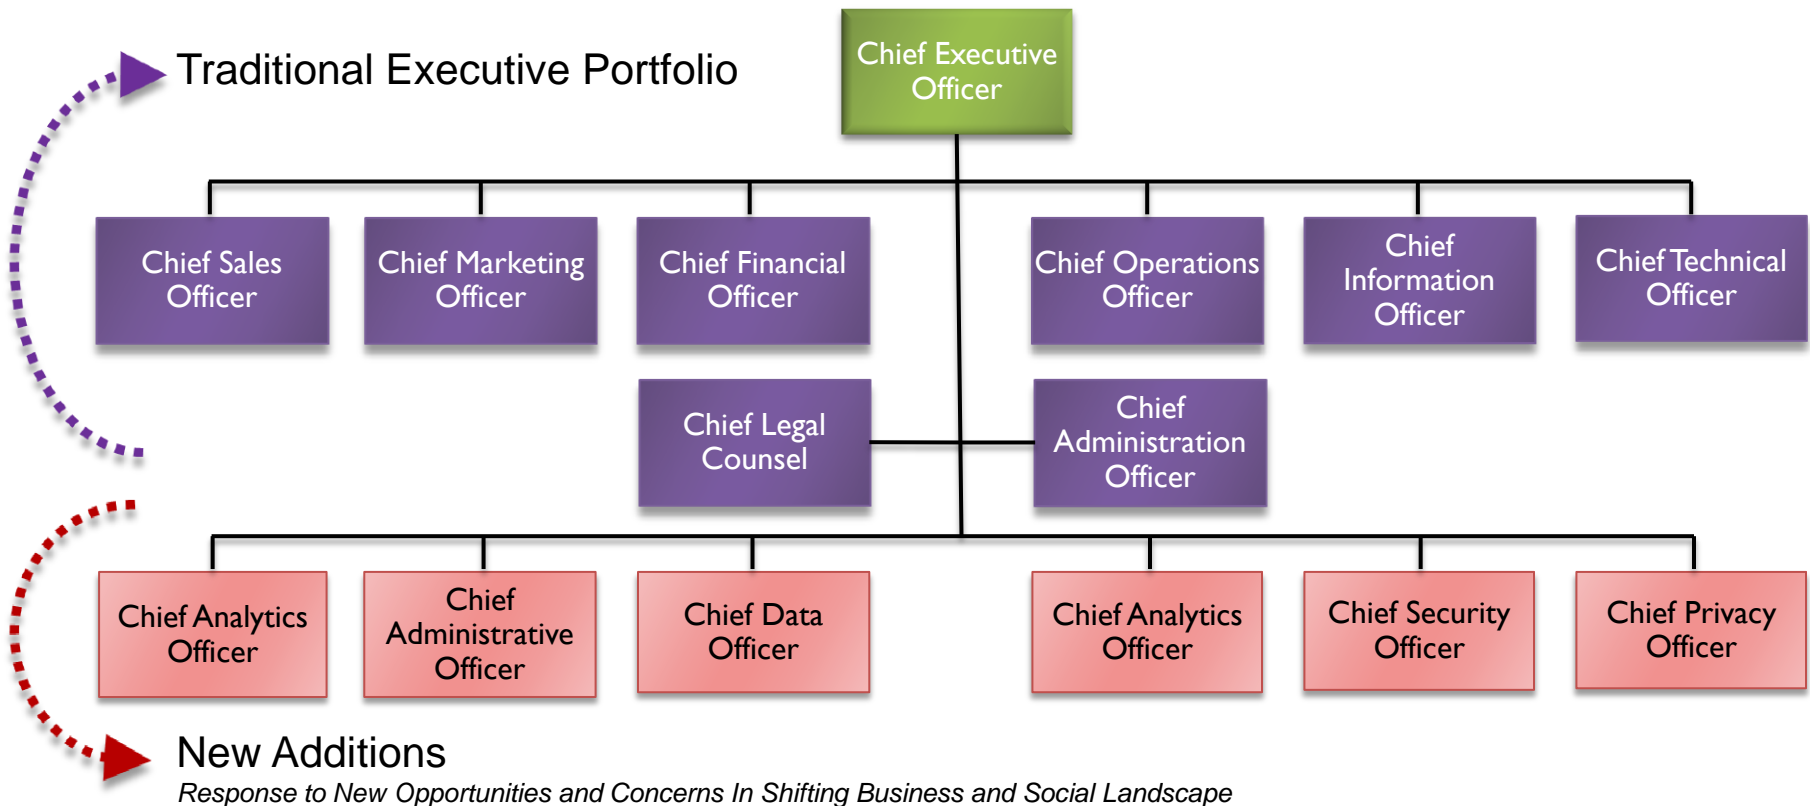 Traditional Executive Portfolio
Chief Executive
Officer
Chief Sales
Officer
Chief Marketing
Officer
Chief Financial
Officer
Chief Operations
Officer
Chief
Information
Officer
Chief Technical
Officer
Chief Legal
Counsel
Chief
Administration
Officer
Chief Analytics
Officer
Chief
Administrative
Officer
Chief Data
Officer
Chief Analytics
Officer
Chief Security
Officer
Chief Privacy
Officer
New Additions
Response to New Opportunities and Concerns In Shifting Business and Social Landscape